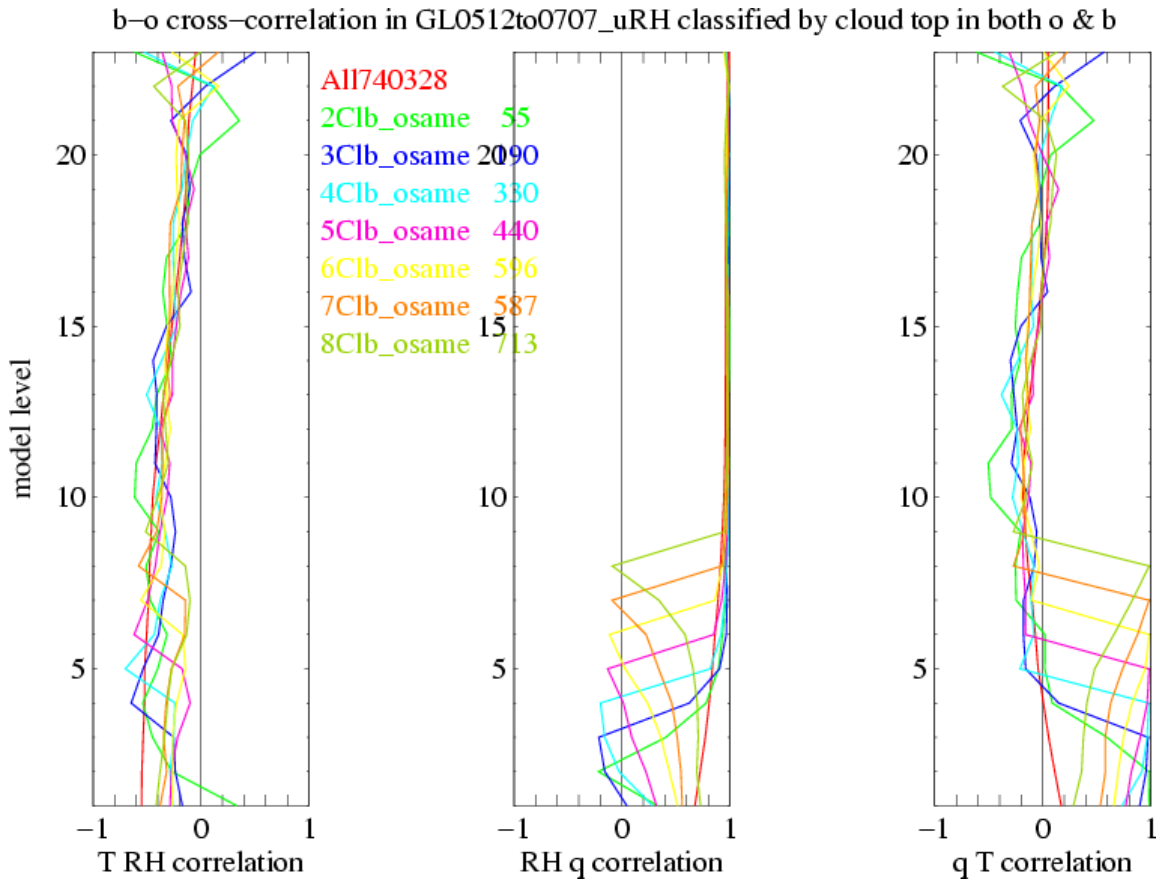 b-o cross-correlation in GL0512to0707_uRH classified by cloud top in both o & b
All740328
2Clb_osame 55
3Clb_osame 190
4Clb_osame 330
5Clb_osame 440
6Clb_osame 596
7Clb_osame 587
8Clb_osame 713
model level
20
15
10
5
20
15
10
5
20
15
10
5
-1 0 1
-1 0 1
-1 0 1
T RH correlation
RH q correlation
q T correlation